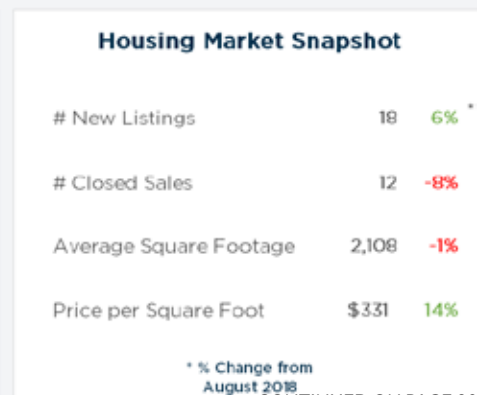 Housing Market Snapshot
# New Listings 18 6% *
# Closed Sales 12 -8%
Average Square Footage 2,108 -1%
Price per Square Foot $331 14%
* % Change from
August 2018